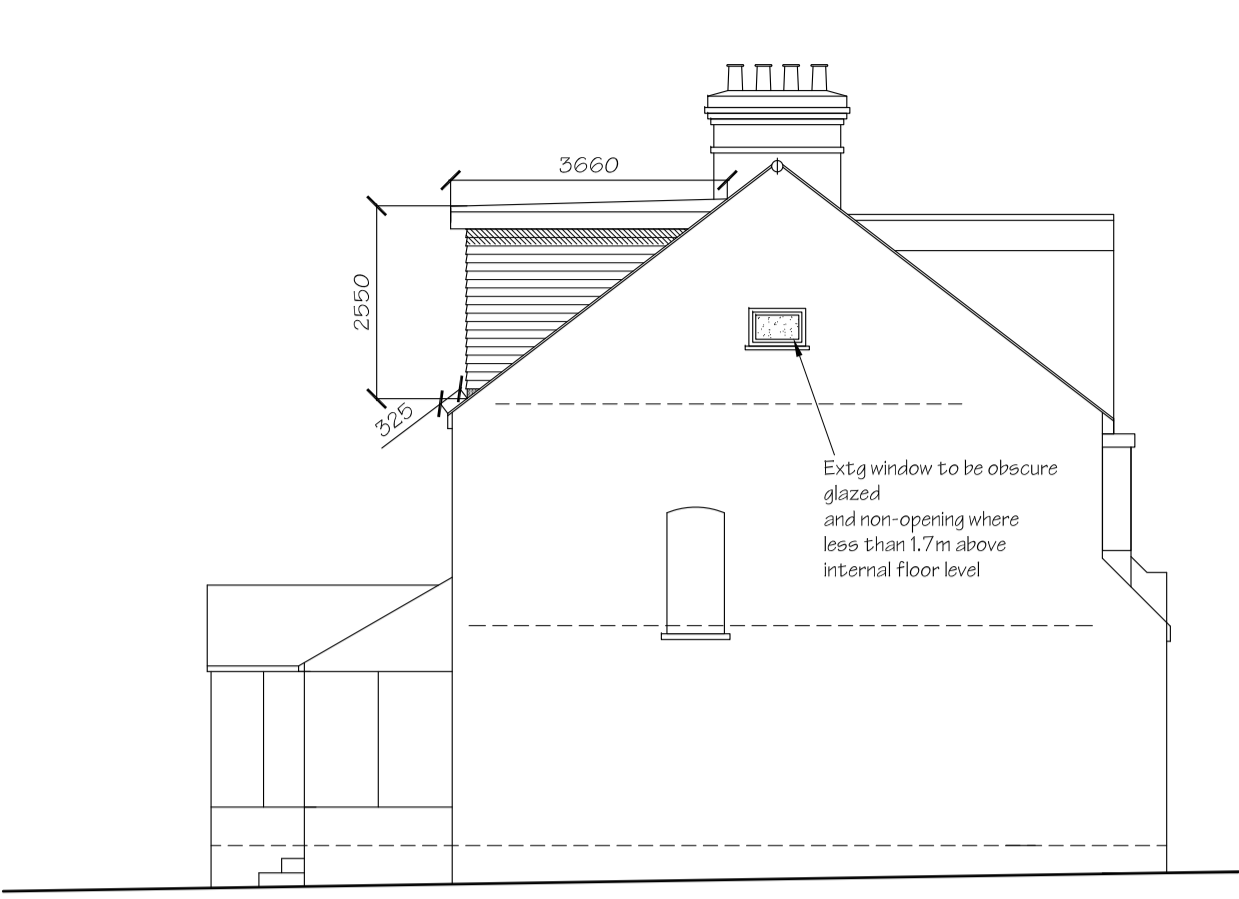 3660
2550
325
Extg window to be obscure
glazed
and non-opening where
less than 1.7m above
internal floor level